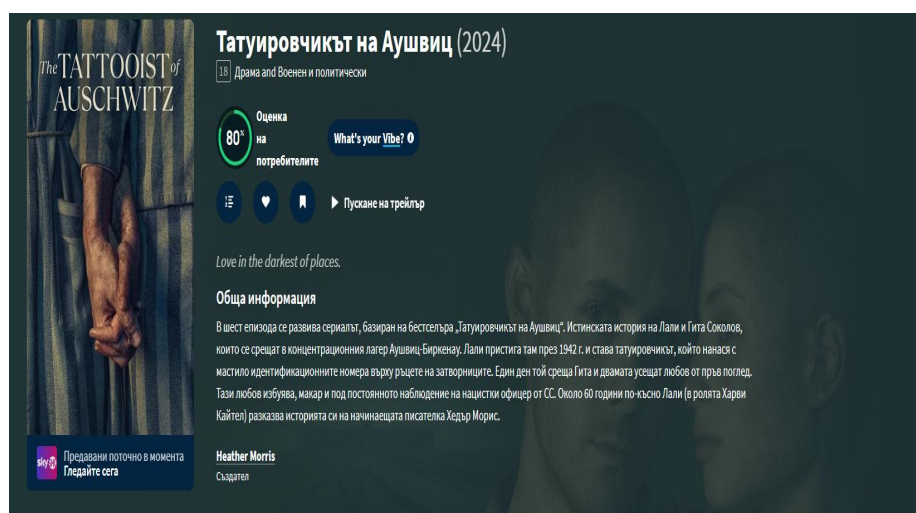 The TATTOOIST of
AUSCHWITZ
sky
Предавани поточно в момента
Гледайте сега
Татуировчикът на Аушвиц (2024)
18 Драма and Военен и политически
80%
Оценка
на
потребителите
What's your Vibe?
Пускане на трейлър
Love in the darkest of places.
Обща информация
В шест епизода се развива сериалът, базиран на бестселъра „Татуировчикът на Аушвиц“. Истинската история на Лали и Гита Соколов,
които се срещат в концентрационния лагер Аушвиц-Биркенау. Лали пристига там през 1942 г. и става татуировчикът, който нанася с
мастило идентификационните номера върху ръцете на затворниците. Един ден той среща Гита и двамата усещат любов от пръв поглед.
Тази любов избуява, макар и под постоянното наблюдение на нацистки офицер от СС. Около 60 години по-късно Лали (в ролята Харви
Кайтел) разказва историята си на начинаещата писателка Хедър Морис.
Heather Morris
Създател